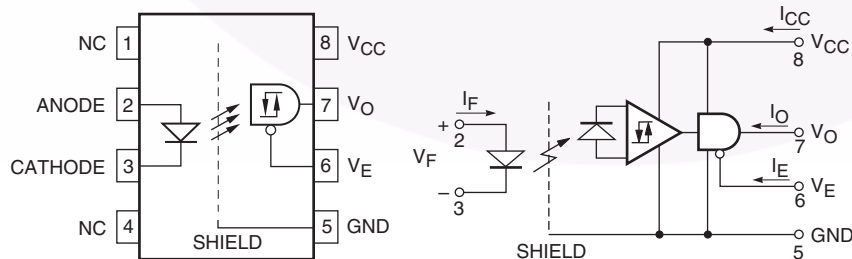 NC 1
ANODE 2
CATHODE 3
NC 4
8 VCC
7 VO
6 VE
5 GND
SHIELD
IF
+
2
VF
–
3
SHIELD
ICC
VCC
8
IO
VO
7
IE
VE
6
GND
5